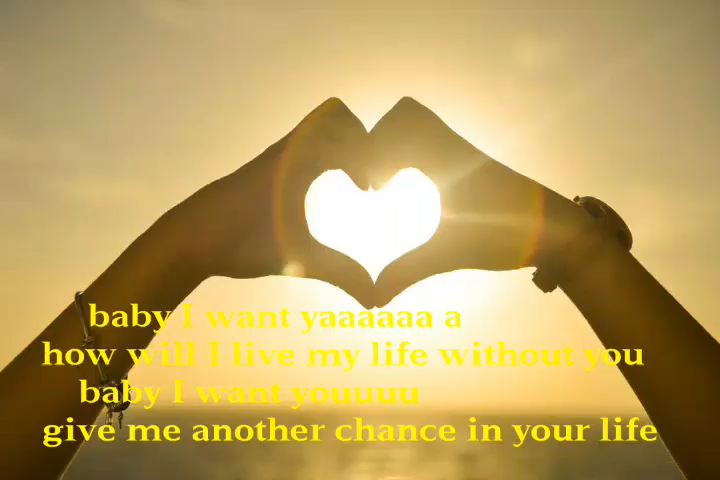 baby I want yaaaaaa a
how will I live my life without you
baby I want youuuu
give me another chance in your life